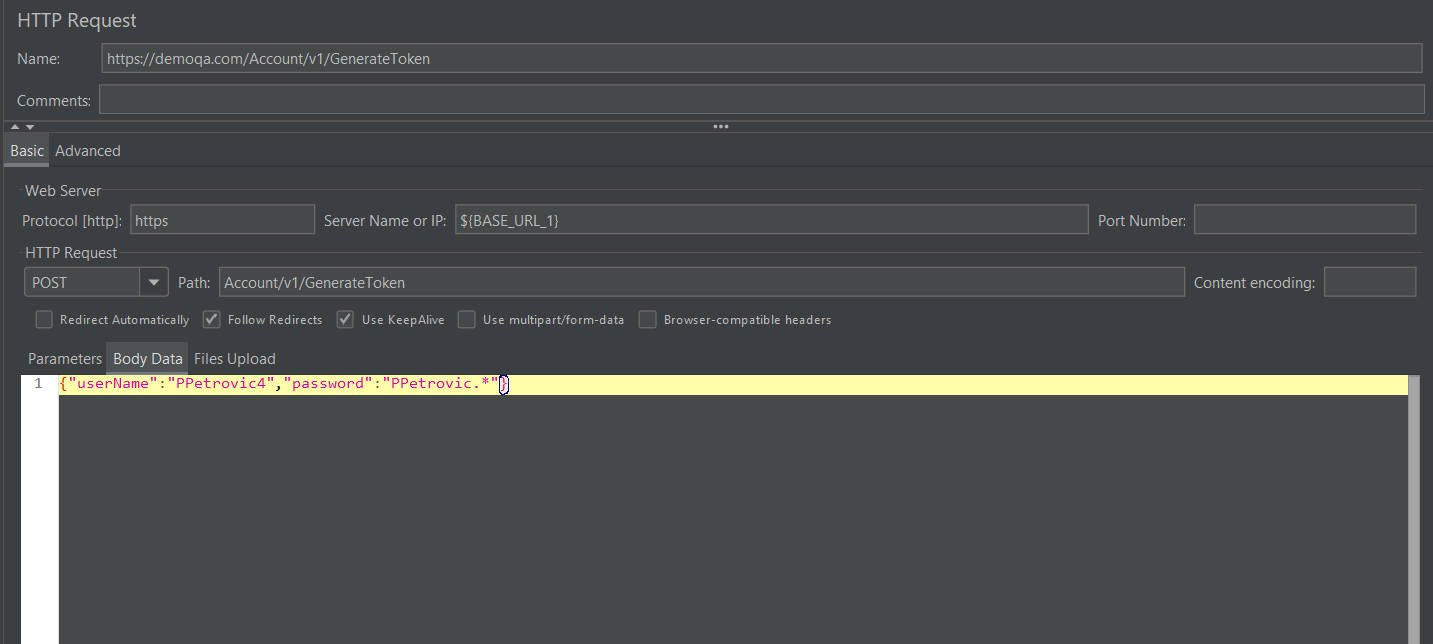 HTTP Request
Name: https://demoqa.com/Account/v1/GenerateToken
Comments:
Basic Advanced
Web Server
Protocol [http]: https Server Name or IP: ${BASE_URL_1} Port Number:
HTTP Request
POST Path: Account/v1/GenerateToken Content encoding:
Redirect Automatically Follow Redirects Use KeepAlive Use multipart/form-data Browser-compatible headers
Parameters Body Data Files Upload
1 {"userName":"PPetrovic4","password":"PPetrovic.*"}